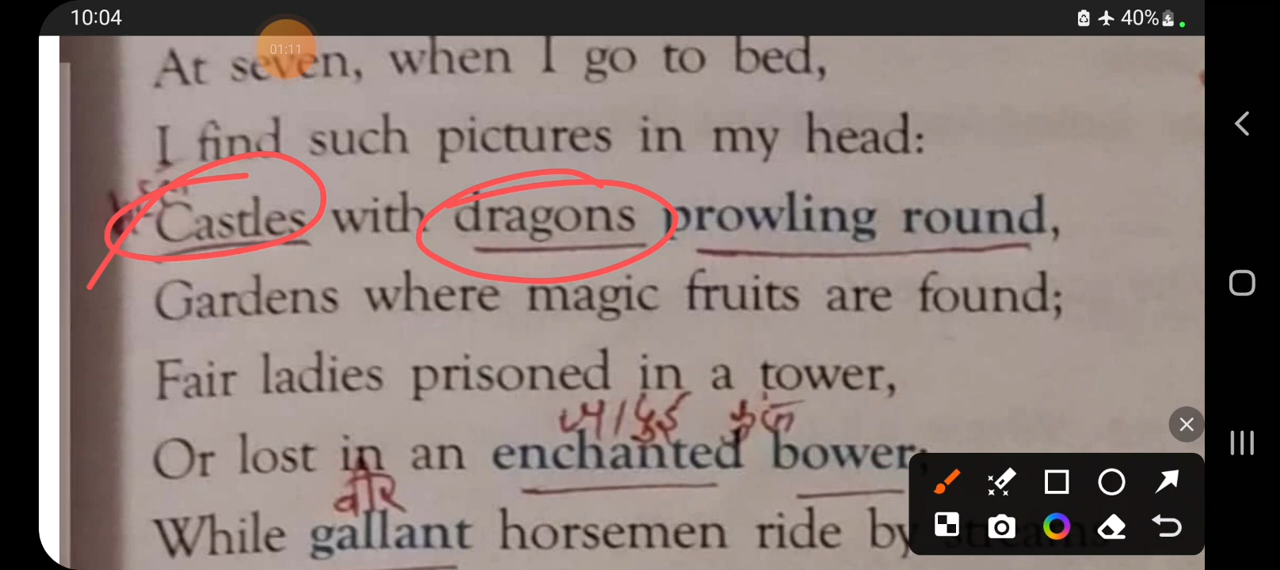 10:04
40%
01:11
At seven, when I go to bed,
I find such pictures in my head:
Castles with dragons prowling round,
Gardens where magic fruits are found;
Fair ladies prisoned in a tower,
कुंज
Or lost in an enchanted bower;
वीर
While gallant horsemen ride by streams